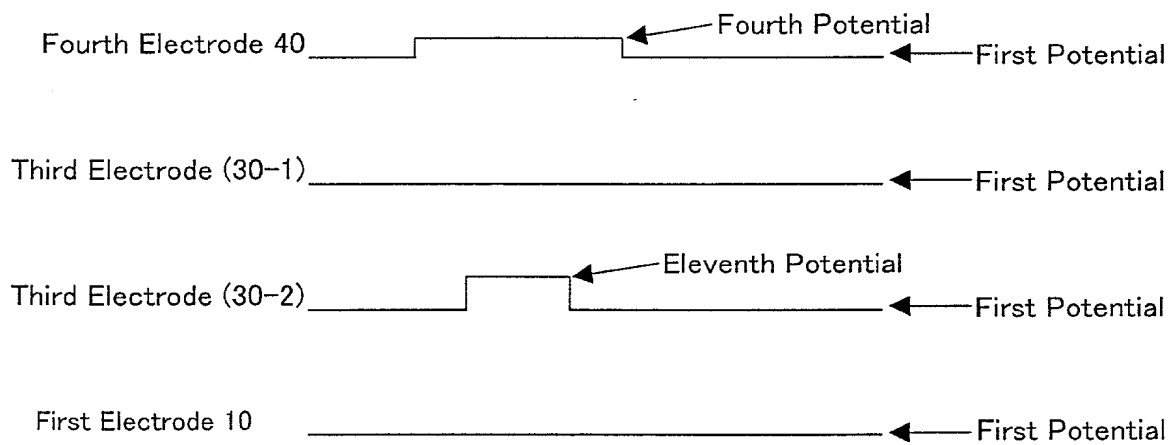 Fourth Potential
Fourth Electrode 40
First Potential
Third Electrode (30-1)
First Potential
Eleventh Potential
Third Electrode (30-2)
First Potential
First Electrode 10
First Potential